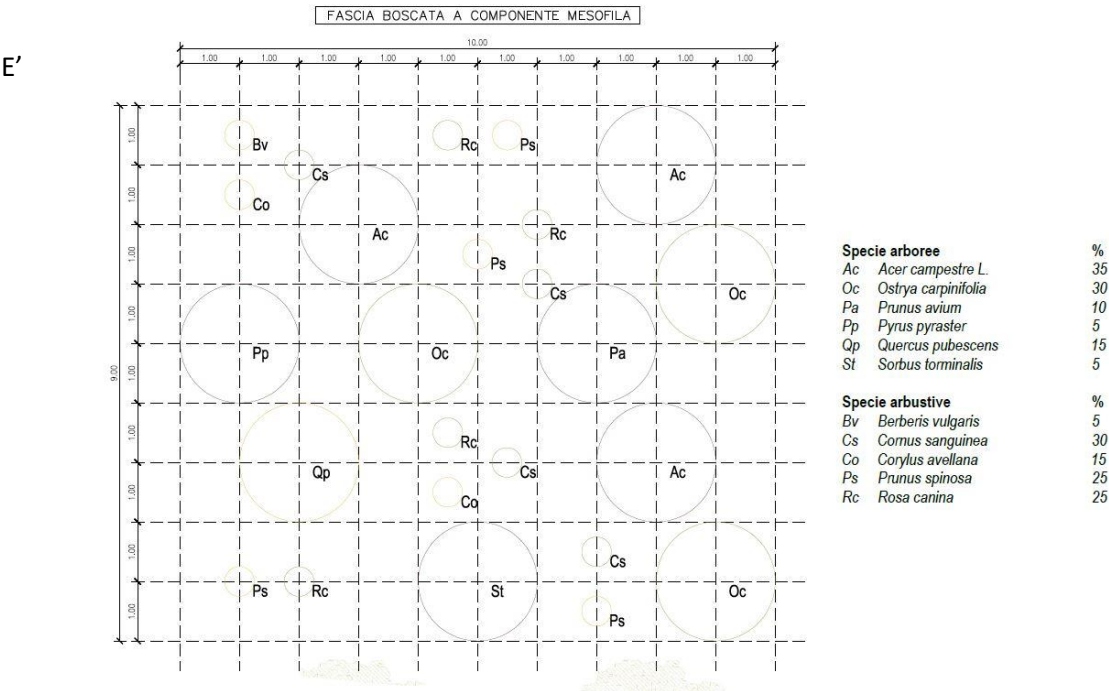 FASCIA BOSCATA A COMPONENTE MESOFILA
E’
10.00
1.00 1.00 1.00 1.00 1.00 1.00 1.00 1.00 1.00 1.00
9.00
1.00
1.00
1.00
1.00
1.00
1.00
1.00
1.00
1.00
Bv Rc Ps
Cs Ac
Co
Ac Rc
Ps
Cs Oc
Pp Oc Pa
Rc
Qp Cs Ac
Co
Cs
Ps Rc St Oc
Ps
Specie arboree %
Ac Acer campestre L. 35
Oc Ostrya carpinifolia 30
Pa Prunus avium 10
Pp Pyrus pyraster 5
Qp Quercus pubescens 15
St Sorbus torminalis 5
Specie arbustive %
Bv Berberis vulgaris 5
Cs Cornus sanguinea 30
Co Corylus avellana 15
Ps Prunus spinosa 25
Rc Rosa canina 25